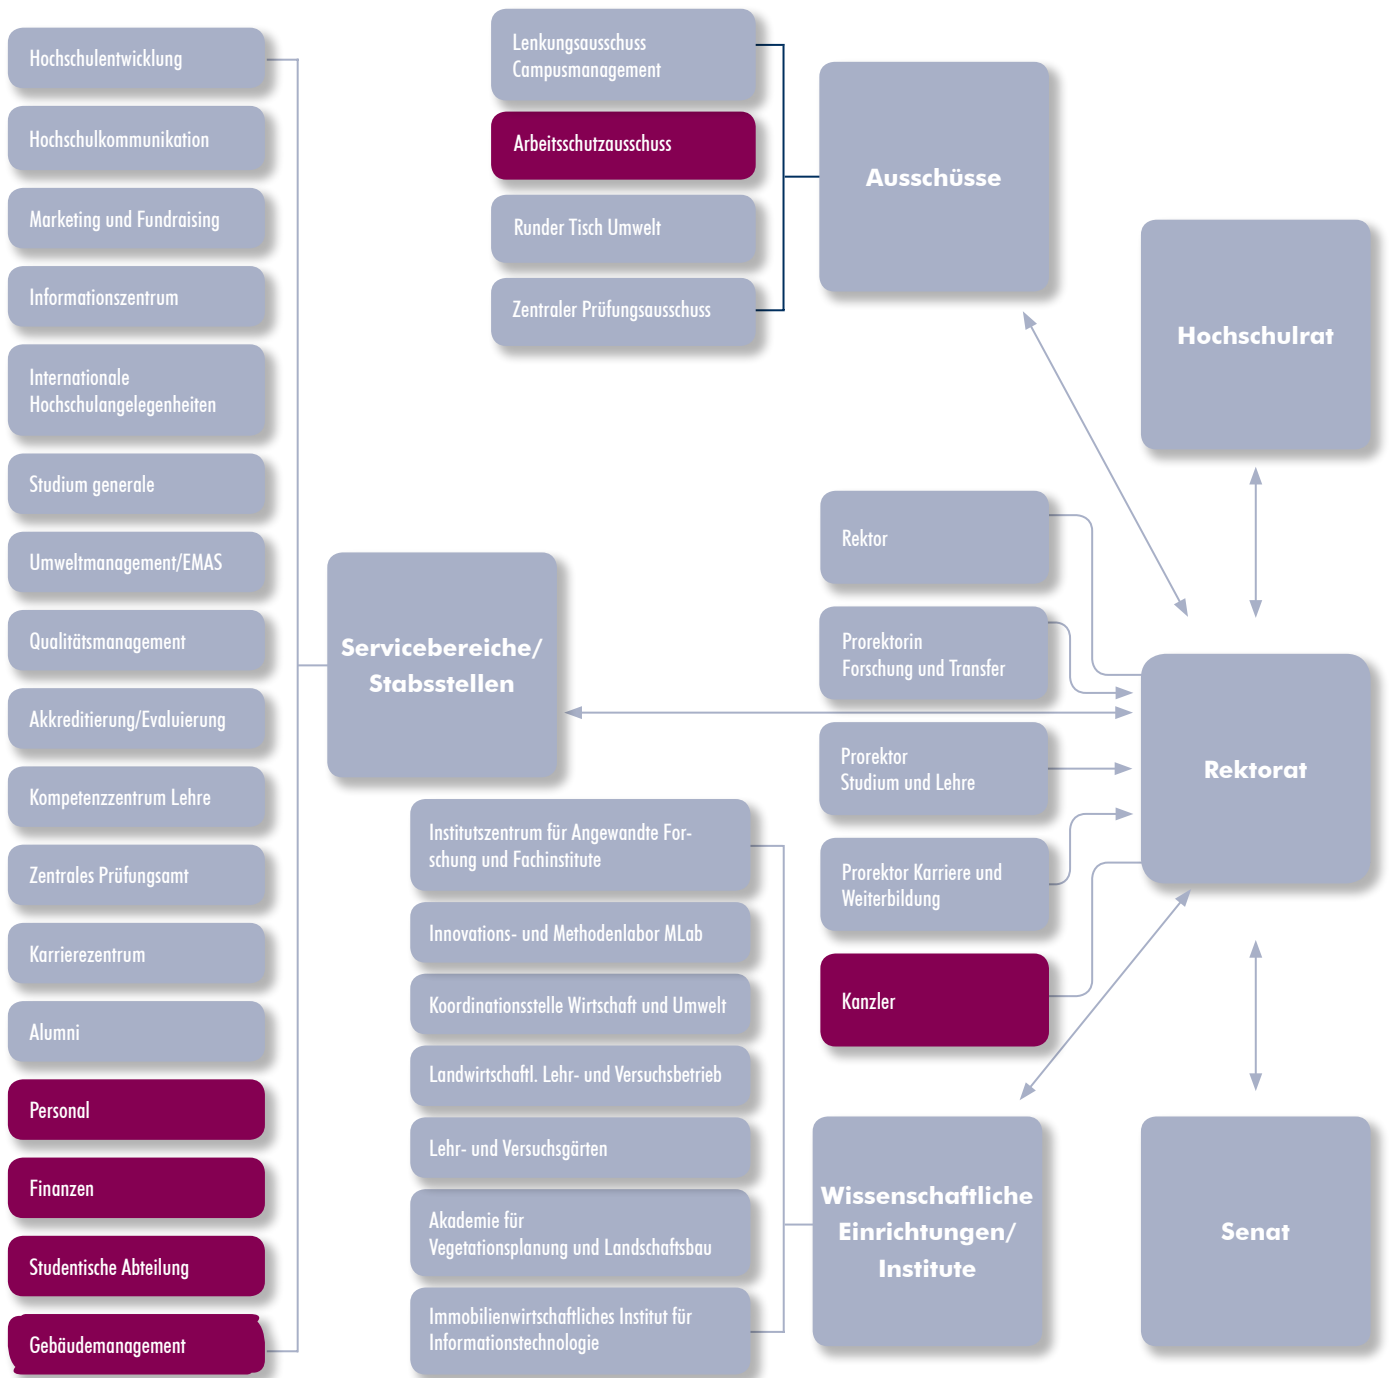 Hochschulentwicklung
Hochschulkommunikation
Marketing und Fundraising
Informationszentrum
Internationale
Hochschulangelegenheiten
Studium generale
Umweltmanagement/EMAS
Qualitätsmanagement
Akkreditierung/Evaluierung
Kompetenzzentrum Lehre
Zentrales Prüfungsamt
Karrierezentrum
Alumni
Personal
Finanzen
Studentische Abteilung
Gebäudemanagement
Servicebereiche/
Stabsstellen
Lenkungsausschuss
Campusmanagement
Arbeitsschutzausschuss
Runder Tisch Umwelt
Zentraler Prüfungsausschuss
Ausschüsse
Hochschulrat
Rektor
Prorektorin
Forschung und Transfer
Prorektor
Studium und Lehre
Prorektor Karriere und
Weiterbildung
Kanzler
Rektorat
Institutszentrum für Angewandte For-
schung und Fachinstitute
Innovations- und Methodenlabor MLab
Koordinationsstelle Wirtschaft und Umwelt
Landwirtschaftl. Lehr- und Versuchsbetrieb
Lehr- und Versuchsgärten
Akademie für
Vegetationsplanung und Landschaftsbau
Immobilienwirtschaftliches Institut für
Informationstechnologie
Wissenschaftliche
Einrichtungen/
Institute
Senat